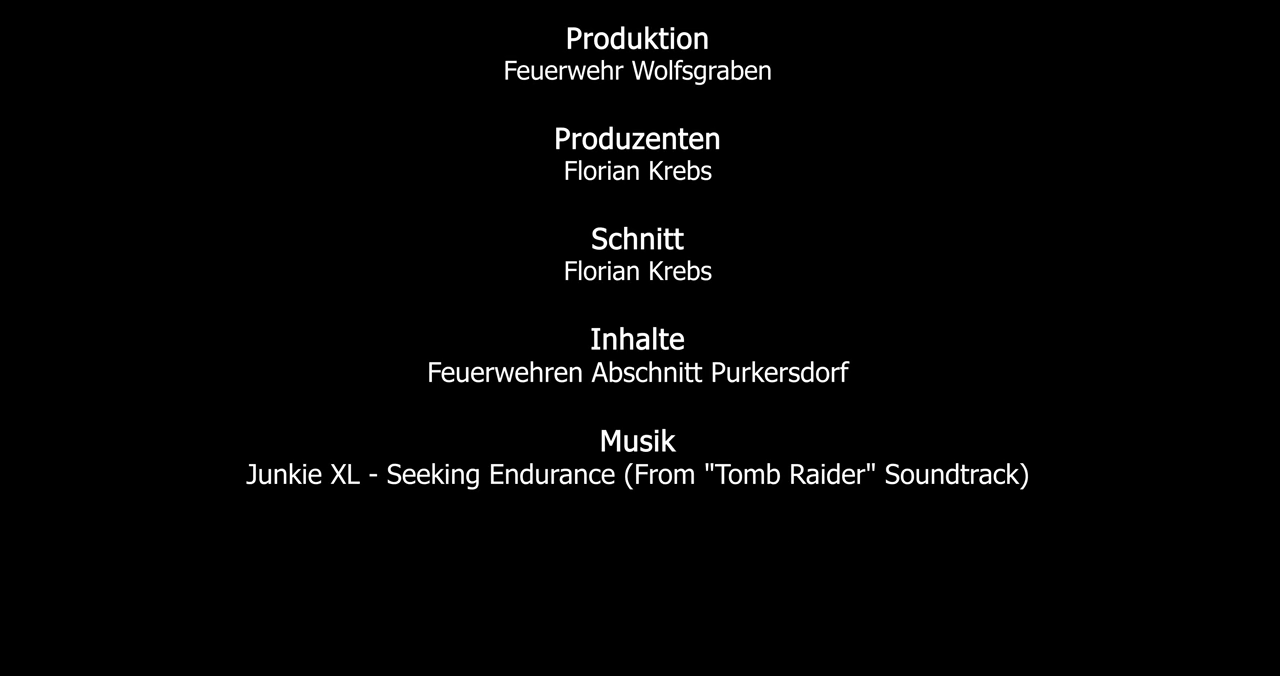 Produktion
Feuerwehr Wolfsgraben
Produzenten
Florian Krebs
Schnitt
Florian Krebs
Inhalte
Feuerwehren Abschnitt Purkersdorf
Musik
Junkie XL - Seeking Endurance (From "Tomb Raider" Soundtrack)